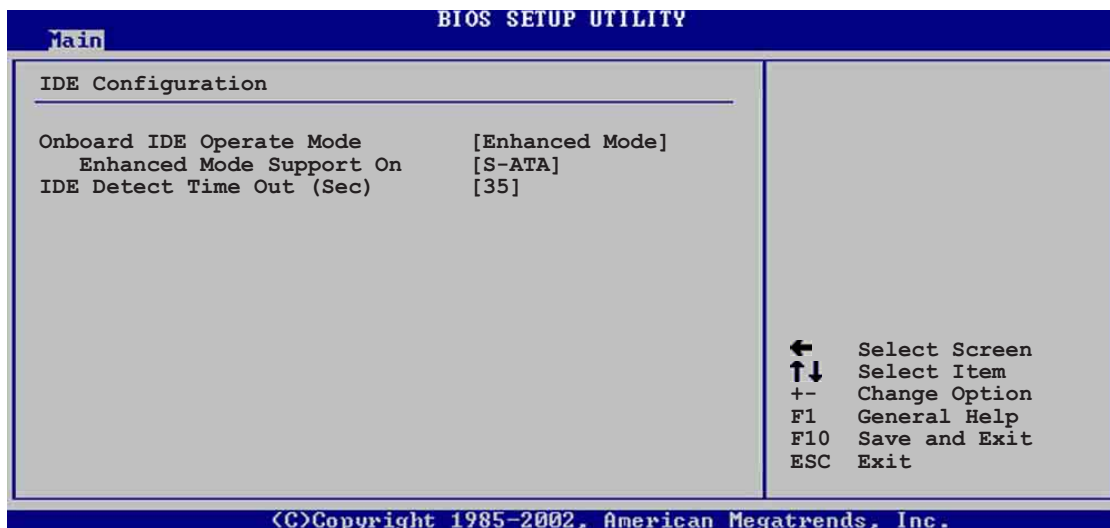 BIOS SETUP UTILITY
Main
IDE Configuration
Onboard IDE Operate Mode [Enhanced Mode]
Enhanced Mode Support On [S-ATA]
IDE Detect Time Out (Sec) [35]
← Select Screen
↑↓ Select Item
+- Change Option
F1 General Help
F10 Save and Exit
ESC Exit
(C)Copyright 1985-2002, American Megatrends, Inc.